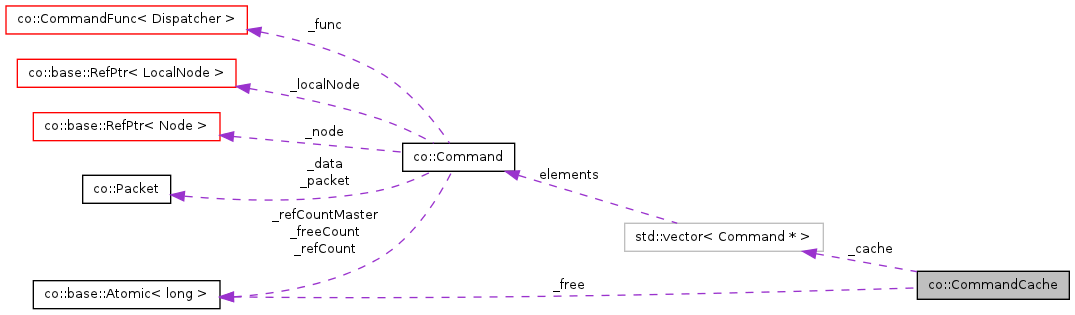 co::CommandFunc< Dispatcher >
_func
co::base::RefPtr< LocalNode >
_localNode
co::base::RefPtr< Node >
_node
co::Command
_data
_packet
co::Packet
elements
_refCountMaster
_freeCount
_refCount
std::vector< Command * >
_cache
co::base::Atomic< long >
_free
co::CommandCache